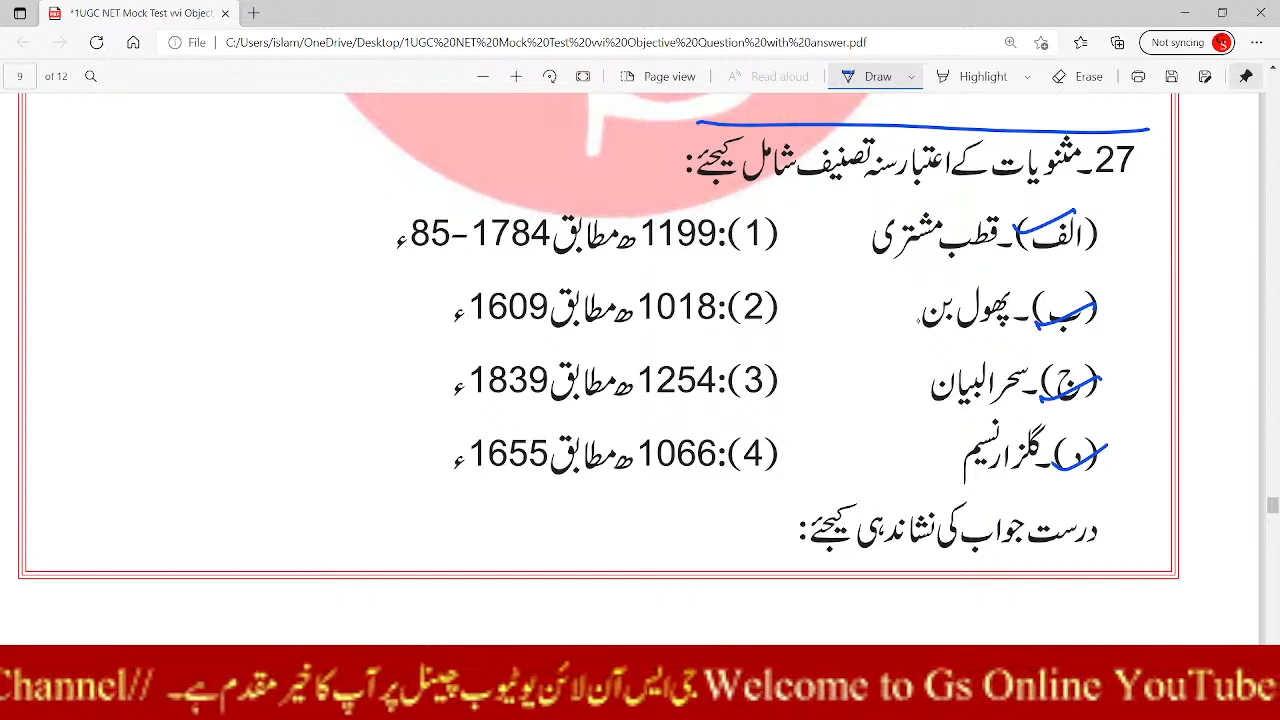 *1UGC NET Mock Test vvi Object
File C:/Users/islam/OneDrive/Desktop/1UGC%20NET%20Mock%20Test%20vvi%20Objective%20Question%20with%20answer.pdf Not syncing
9 of 12 Page view Read aloud Draw Highlight Erase
27۔مثنویات کے اعتبار سنہ تصنیف شامل کیجئے:
(الف)۔قطب مشتری (1):1199ھ مطابق 1784–85ء
(ب)۔پھول بن (2):1018ھ مطابق 1609ء
(ج)۔سحر البیان (3):1254ھ مطابق 1839ء
(د)۔گلزار نسیم (4):1066ھ مطابق 1655ء
درست جواب کی نشاندہی کیجئے:
Channel// جی ایس آن لائن یوٹیوب چینل پر آپ کا خیر مقدم ہے۔ Welcome to Gs Online YouTube